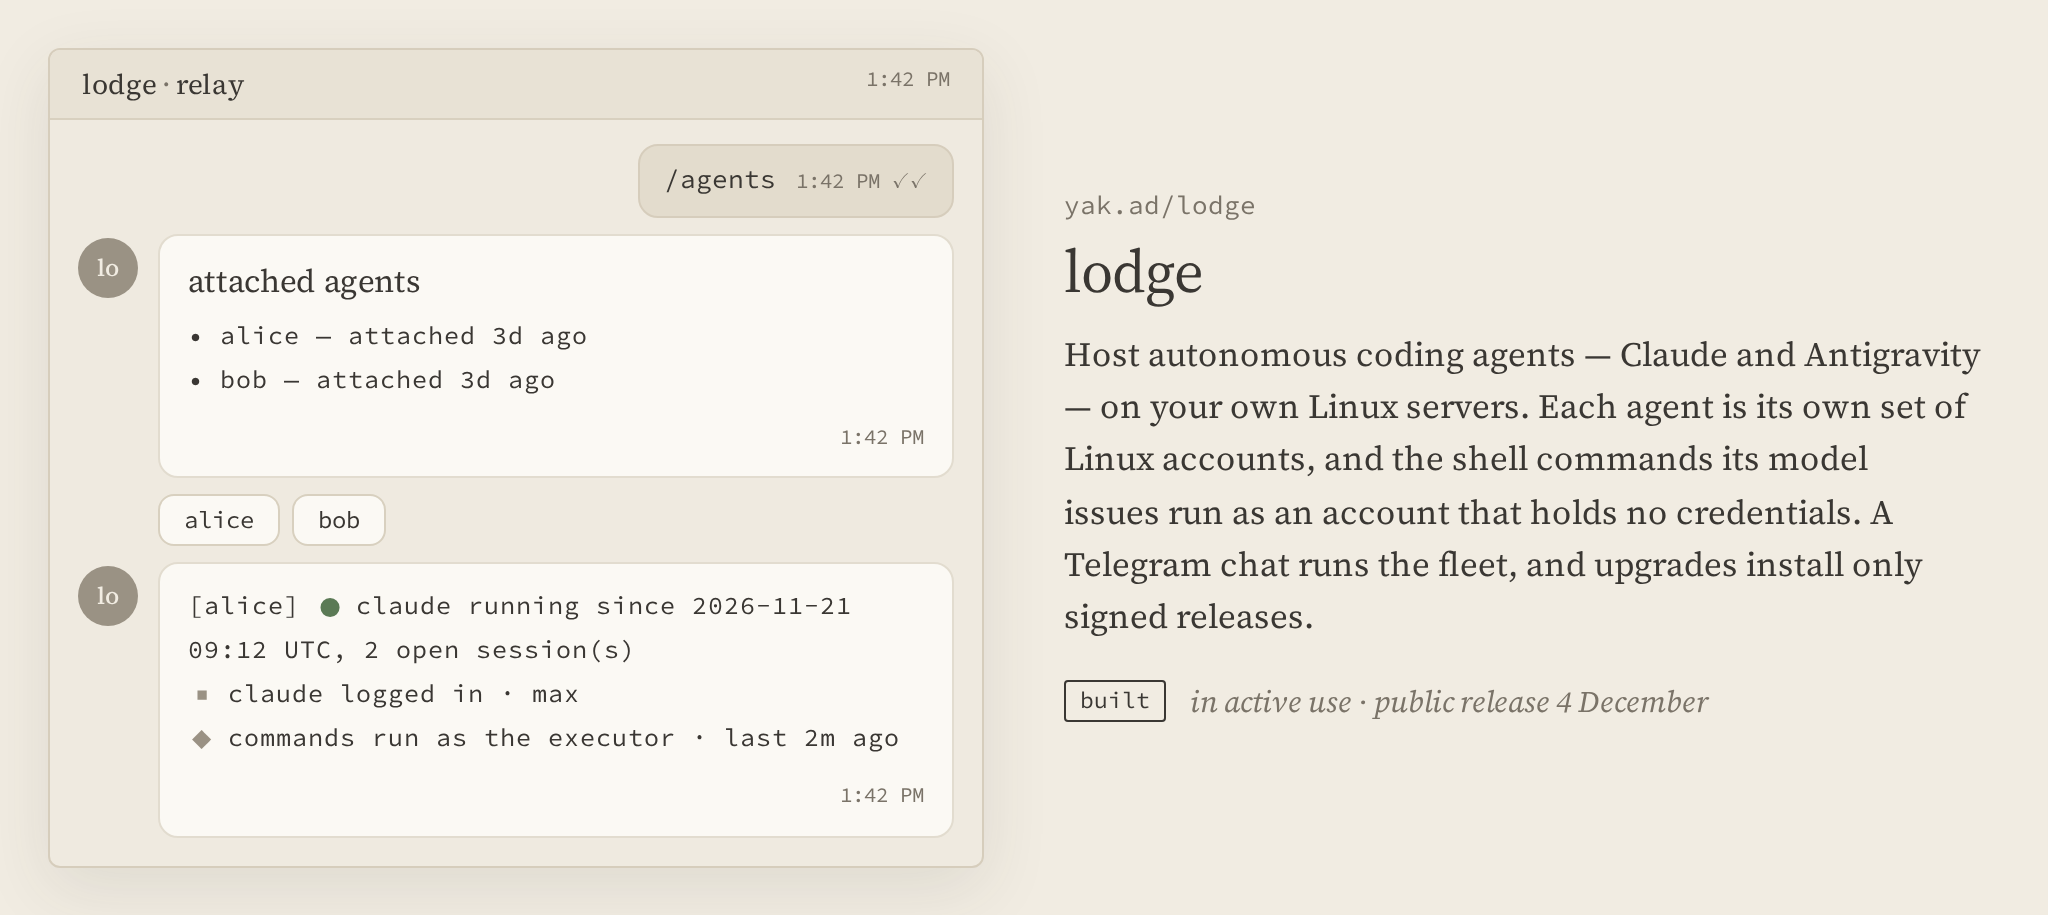 lodge · relay
1:42 PM
/agents 1:42 PM ✓✓
lo
attached agents
• alice — attached 3d ago
• bob — attached 3d ago
1:42 PM
alice
bob
lo
[alice] ● claude running since 2026-11-21
09:12 UTC, 2 open session(s)
▪ claude logged in · max
◆ commands run as the executor · last 2m ago
1:42 PM
yak.ad/lodge
lodge
Host autonomous coding agents — Claude and Antigravity
— on your own Linux servers. Each agent is its own set of
Linux accounts, and the shell commands its model
issues run as an account that holds no credentials. A
Telegram chat runs the fleet, and upgrades install only
signed releases.
built
in active use · public release 4 December